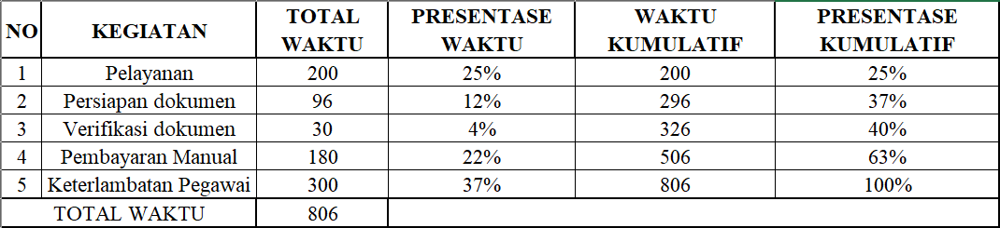 NO KEGIATAN TOTAL WAKTU PRESENTASE WAKTU WAKTU KUMULATIF PRESENTASE KUMULATIF
1 Pelayanan 200 25% 200 25%
2 Persiapan dokumen 96 12% 296 37%
3 Verifikasi dokumen 30 4% 326 40%
4 Pembayaran Manual 180 22% 506 63%
5 Keterlambatan Pegawai 300 37% 806 100%
TOTAL WAKTU 806